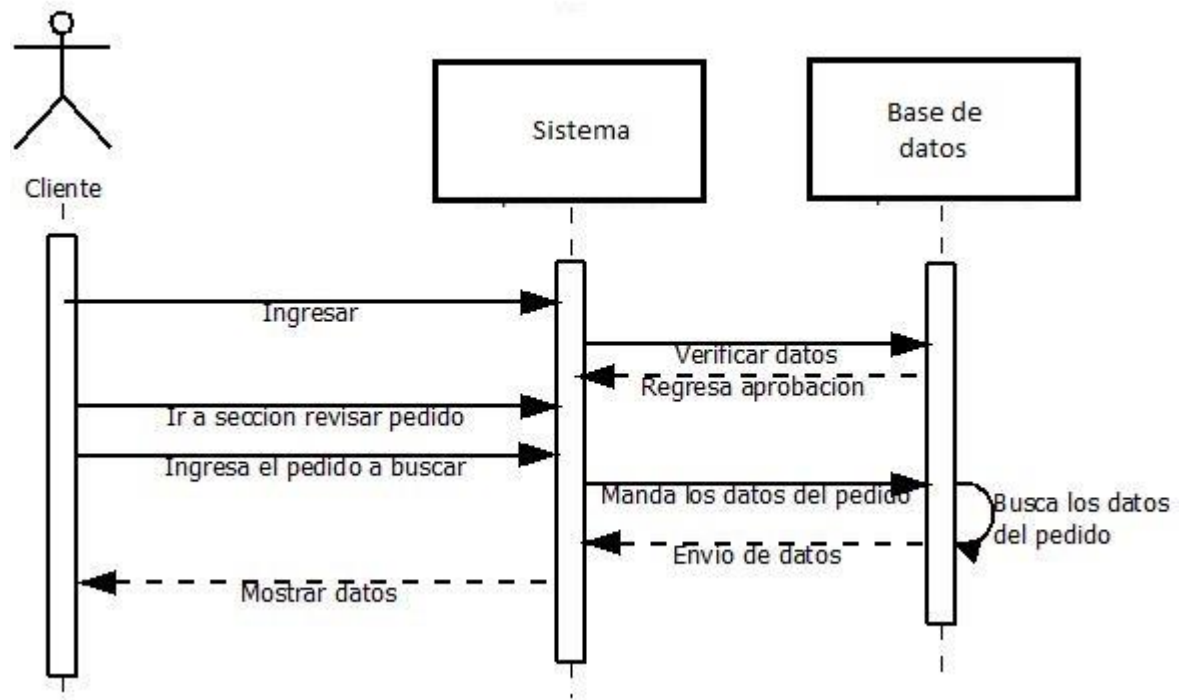 Cliente
Sistema
Base de
datos
Ingresar
Verificar datos
Regresa aprobacion
Ir a seccion revisar pedido
Ingresa el pedido a buscar
Manda los datos del pedido
Busca los datos
del pedido
Envio de datos
Mostrar datos